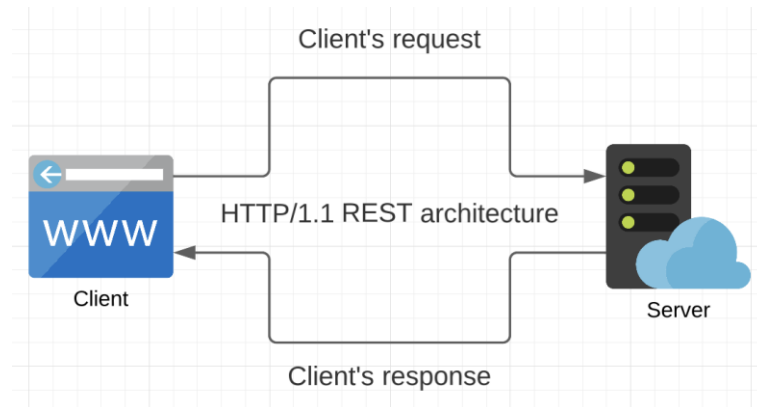 Client's request
WWW
HTTP/1.1 REST architecture
Client
Server
Client's response